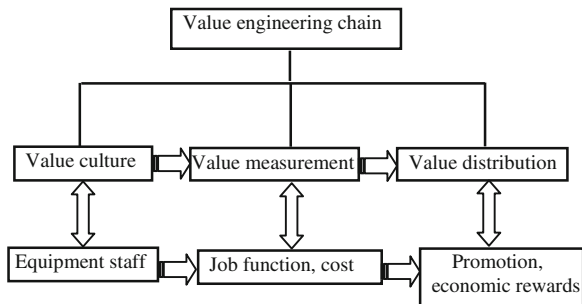 Value engineering chain
Value culture
Value measurement
Value distribution
Equipment staff
Job function, cost
Promotion,
economic rewards